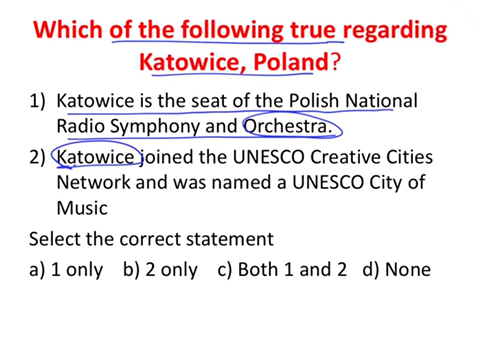 Which of the following true regarding
Katowice, Poland?
1) Katowice is the seat of the Polish National
Radio Symphony and Orchestra.
2) Katowice joined the UNESCO Creative Cities
Network and was named a UNESCO City of
Music
Select the correct statement
a) 1 only b) 2 only c) Both 1 and 2 d) None